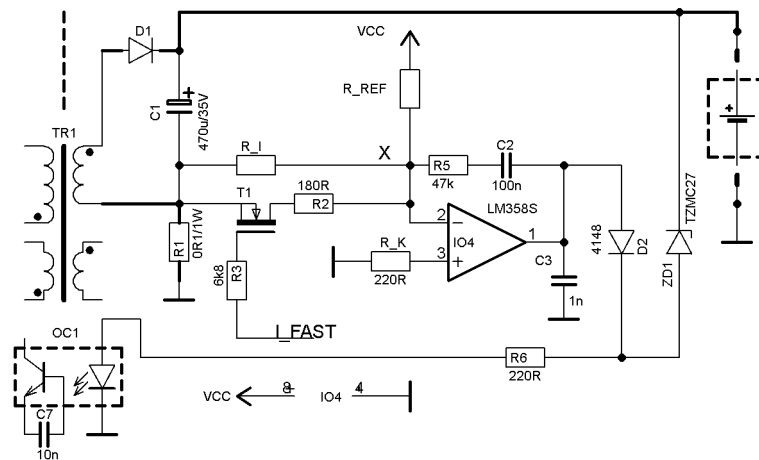 D1
VCC
C1
470u/35V
R_REF
+
TR1
R_I
X
C2
R5
47k
100n
T1
180R
R2
LM358S
TZMC27
R1
0R1/1W
2
IO4
1
4148
D2
R_K
3
220R
C3
R3
6k8
ZD1
1n
I_FAST
OC1
R6
220R
VCC
8
IO4
4
C7
10n